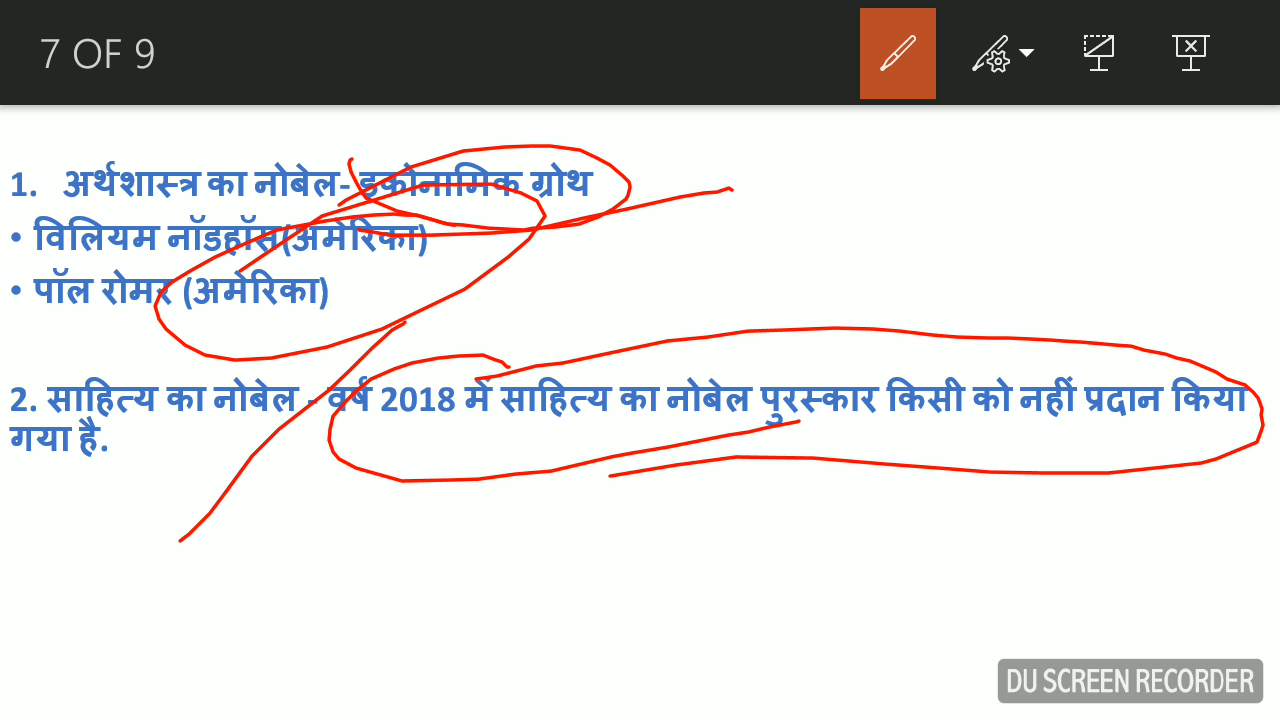 7 OF 9
1. अर्थशास्त्र का नोबेल- इकोनामिक ग्रोथ
• विलियम नॉडहॉस(अमेरिका)
• पॉल रोमर (अमेरिका)
2. साहित्य का नोबेल - वर्ष 2018 में साहित्य का नोबेल पुरस्कार किसी को नहीं प्रदान किया
गया है.
DU SCREEN RECORDER